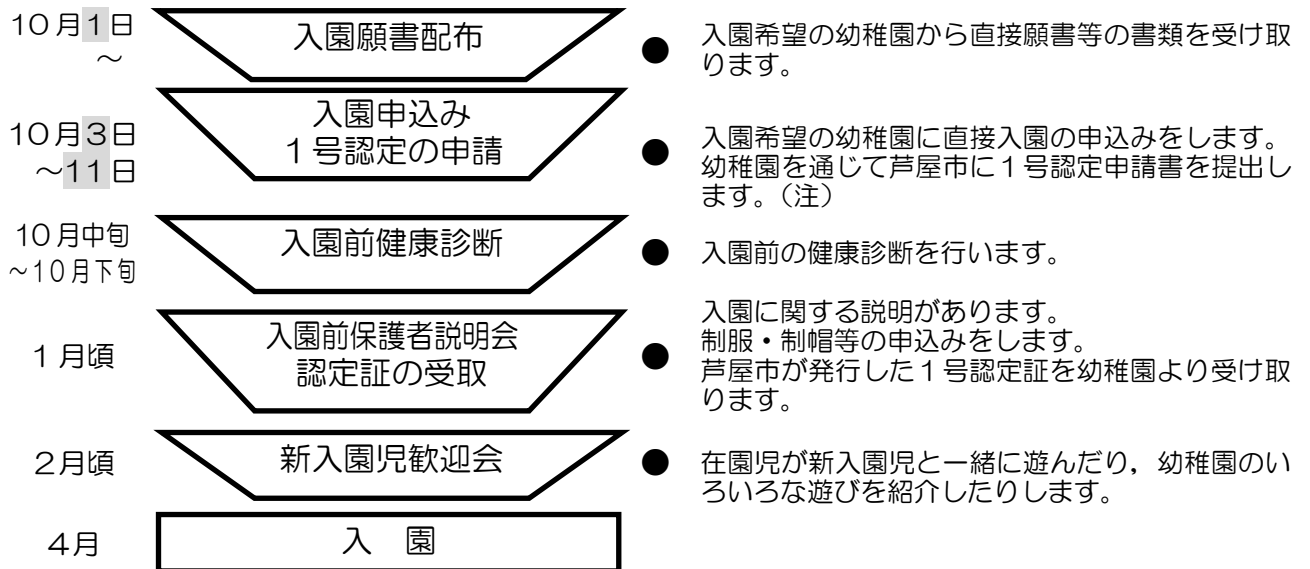 10月1日
～
入園願書配布
● 入園希望の幼稚園から直接願書等の書類を受け取
ります。
10月3日
～11日
入園申込み
１号認定の申請
● 入園希望の幼稚園に直接入園の申込みをします。
幼稚園を通じて芦屋市に１号認定申請書を提出し
ます。（注）
10月中旬
～10月下旬
入園前健康診断
● 入園前の健康診断を行います。
１月頃
入園前保護者説明会
認定証の受取
● 入園に関する説明があります。
制服・制帽等の申込みをします。
芦屋市が発行した１号認定証を幼稚園より受け取
ります。
２月頃
新入園児歓迎会
● 在園児が新入園児と一緒に遊んだり，幼稚園のい
ろいろな遊びを紹介したりします。
４月
入　園